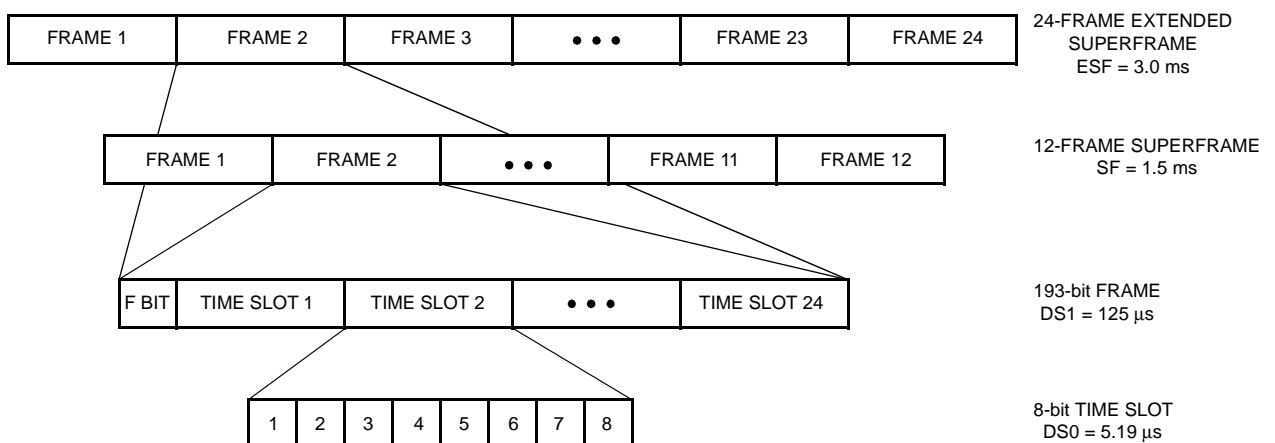 FRAME 1 FRAME 2 FRAME 3 • • • FRAME 23 FRAME 24
24-FRAME EXTENDED
SUPERFRAME
ESF = 3.0 ms
FRAME 1 FRAME 2 • • • FRAME 11 FRAME 12
12-FRAME SUPERFRAME
SF = 1.5 ms
F BIT TIME SLOT 1 TIME SLOT 2 • • • TIME SLOT 24
193-bit FRAME
DS1 = 125 μs
1 2 3 4 5 6 7 8
8-bit TIME SLOT
DS0 = 5.19 μs